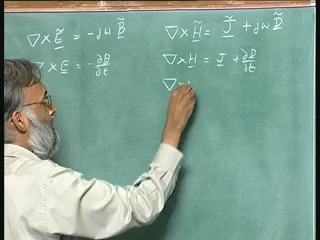 ∇ × Ẽ = -jω B̃
∇ × E = -∂B/∂t
∇ × H̃ = J̃ + jω D̃
∇ × H = J + ∂D/∂t
∇ ×